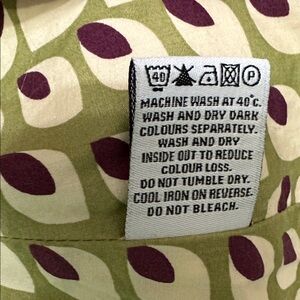 40 P
MACHINE WASH AT 40°C.
WASH AND DRY DARK
COLOURS SEPARATELY.
WASH AND DRY
INSIDE OUT TO REDUCE
COLOUR LOSS.
DO NOT TUMBLE DRY.
COOL IRON ON REVERSE.
DO NOT BLEACH.